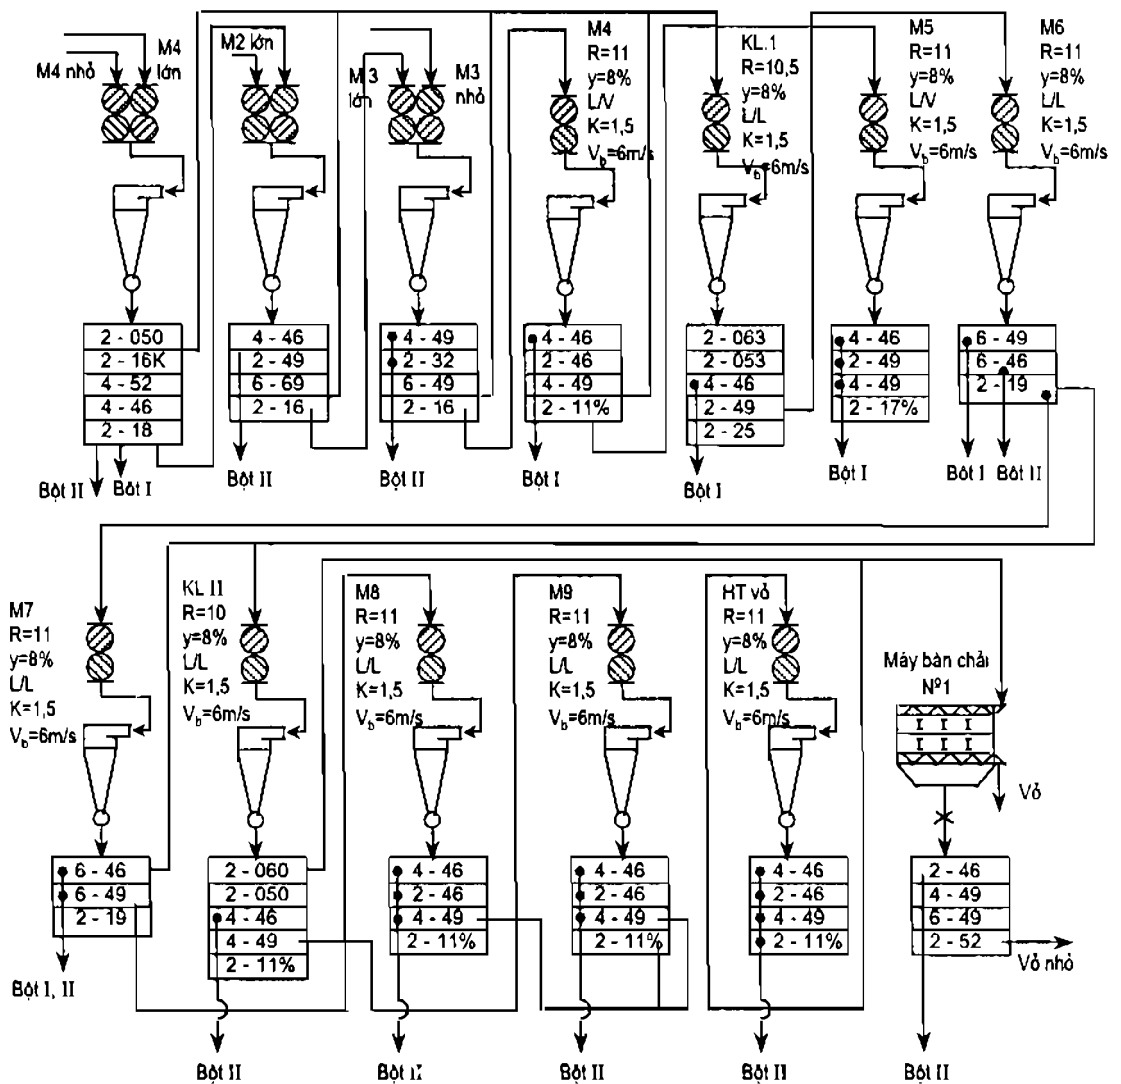 M4 nhỏ
M4
lớn
M2 lớn
M3
lớn
M3
nhỏ
M4
R=11
y=8%
L/V
K=1,5
Vb=6m/s
KL.1
R=10,5
y=8%
L/L
K=1,5
Vb=6m/s
M5
R=11
y=8%
L/V
K=1,5
Vb=6m/s
M6
R=11
y=8%
L/L
K=1,5
Vb=6m/s
2 - 050
2 - 16K
4 - 52
4 - 46
2 - 18
Bột II
Bột I
4 - 46
2 - 49
6 - 69
2 - 16
Bột II
4 - 49
2 - 32
6 - 49
2 - 16
Bột II
4 - 46
2 - 46
4 - 49
2 - 11%
Bột I
2 - 063
2 - 053
4 - 46
2 - 49
2 - 25
Bột I
4 - 46
2 - 49
4 - 49
2 - 17%
Bột I
6 - 49
6 - 46
2 - 19
Bột I
Bột II
M7
R=11
y=8%
L/L
K=1,5
Vb=6m/s
KL II
R=10
y=8%
L/L
K=1,5
Vb=6m/s
M8
R=11
y=8%
L/L
K=1,5
Vb=6m/s
M9
R=11
y=8%
L/L
K=1,5
Vb=6m/s
HT vỏ
R=11
y=8%
L/L
K=1,5
Vb=6m/s
Máy bàn chải
Nº1
Vỏ
6 - 46
6 - 49
2 - 19
Bột I, II
2 - 060
2 - 050
4 - 46
4 - 49
2 - 11%
Bột II
4 - 46
2 - 46
4 - 49
2 - 11%
Bột II
4 - 46
2 - 46
4 - 49
2 - 11%
Bột II
4 - 46
2 - 46
4 - 49
2 - 11%
Bột II
2 - 46
4 - 49
6 - 49
2 - 52
Vỏ nhỏ
Bột II